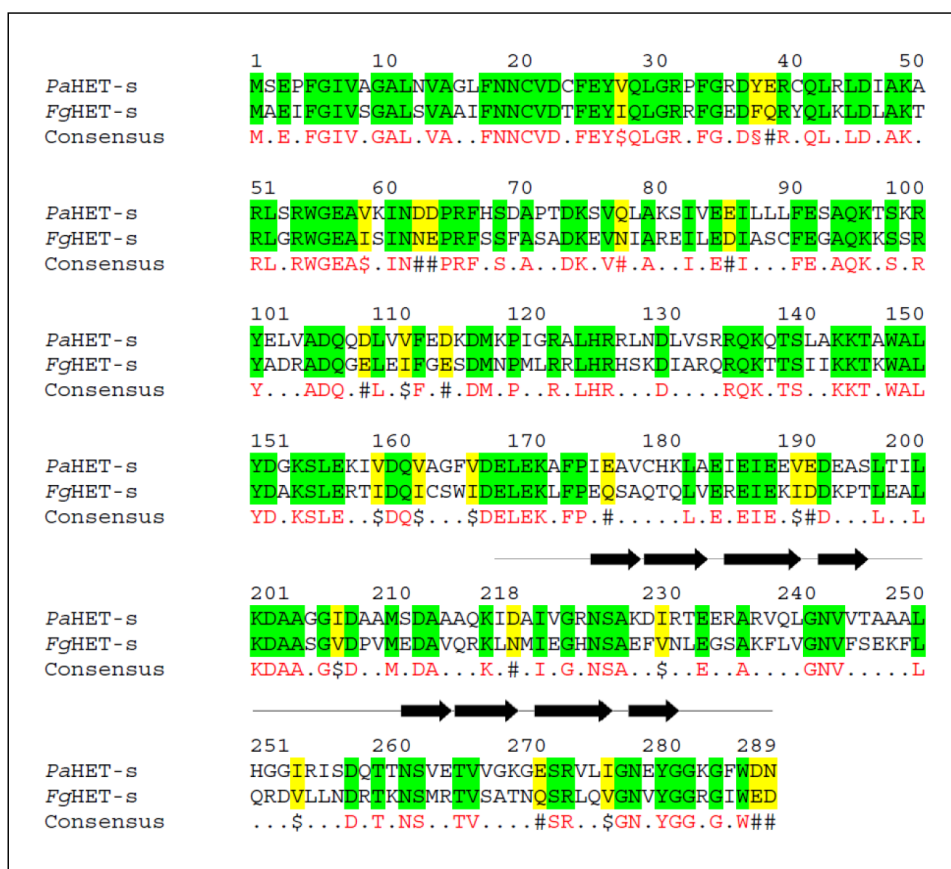 1 10 20 30 40 50
PaHET-s MSEPFGIVAGALNVAGLFNNCVDCFEYVQLGRPFGRDYERCQLRLDIAKA
FgHET-s MAEIFGIVSGALSVAAIFNNCVDTFEYIQLGRRFGEDFQRYQLKLDLAKT
Consensus M.E.FGIV.GAL.VA..FNNCVD.FEY$QLGR.FG.D§#R.QL.LD.AK.
51 60 70 80 90 100
PaHET-s RLSRWGEAVKINDDPRFHSDAPTDKSVQLAKSIVEEILLLFESAQKTSKR
FgHET-s RLGRWGEAISINNEPRFSSFASADKEVNIAREILEDIASCFEGAQKKSSR
Consensus RL.RWGEA$.IN##PRF.S.A..DK.V#.A..I.E#I...FE.AQK.S.R
101 110 120 130 140 150
PaHET-s YELVADQQDLVVFEDKDMKPIGRALHRRLNDLVSRRQKQTSLAKKTAWAL
FgHET-s YADRADQGELEIFGESDMNPMLRRLHRHSKDIARQRQKTTSIIKKTKWAL
Consensus Y...ADQ.#L.$F.#.DM.P..R.LHR...D....RQK.TS..KKT.WAL
151 160 170 180 190 200
PaHET-s YDGKSLEKIVDQVAGFVDELEKAFPIEAVCHKLAEIEIEEVEDEASLTIL
FgHET-s YDAKSLERTIDQICSWIDELEKLFPEQSAQTQLVEREIEKIDDKPTLEAL
Consensus YD.KSLE..$DQ$...$DELEK.FP.#.....L.E.EIE.$#D...L..L
201 212 218 230 240 250
PaHET-s KDAAGGIDAAMSDAAAQKIDAIVGRNSAKDIRTEERARVQLGNVVTAAAL
FgHET-s KDAASGVDPVMEDAVQRKLNMIEGHNSAEFVNLEGSAKFLVGNVFSEKFL
Consensus KDAA.G$D..M.DA...K.#.I.G.NSA..$..E..A....GNV.....L
251 260 271 280 289
PaHET-s HGGIRISDQTTNSVETVVGKGESRVLIGNEYGGKGFWDN
FgHET-s QRDVLLNDRTKNSMRTVSATNQSRLQVGNVYGGRGIWED
Consensus ...$...D.T.NS..TV.....#SR..$GN.YGG.G.W##